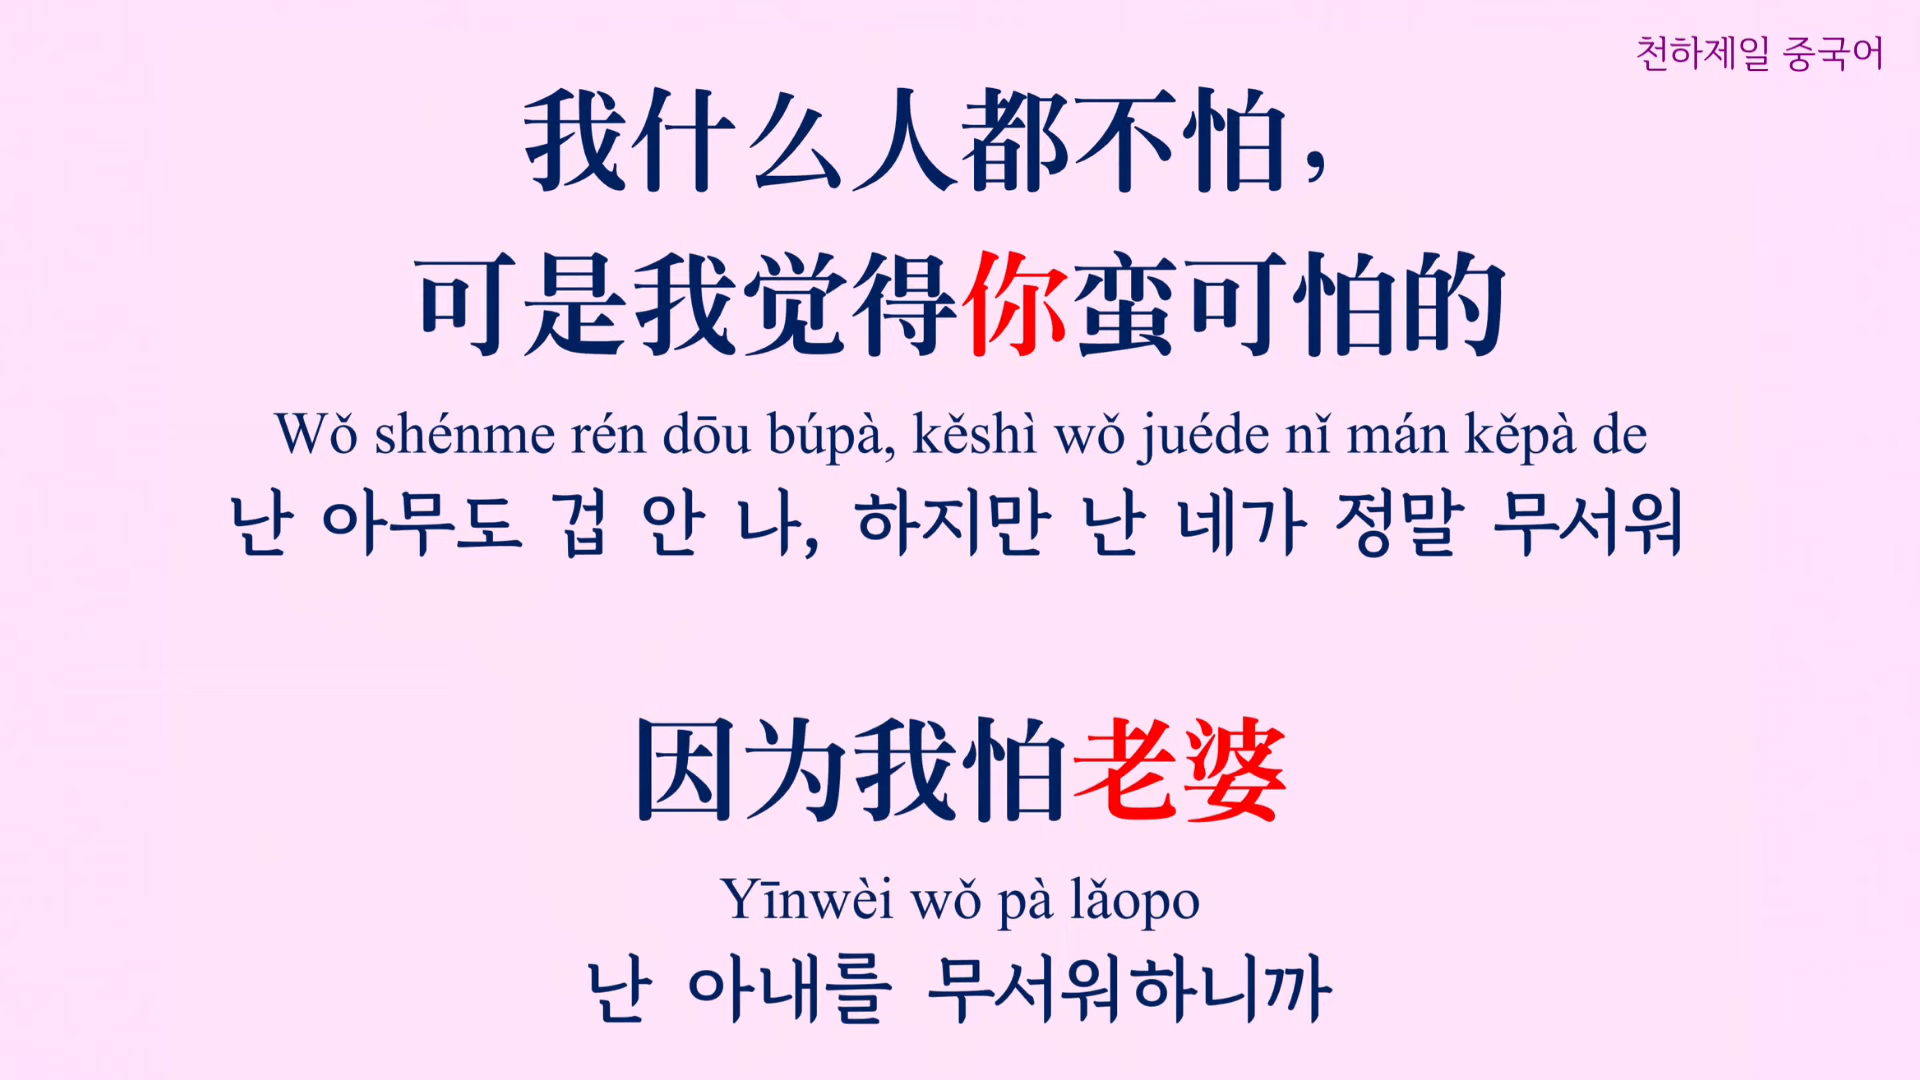 천하제일 중국어
我什么人都不怕，
可是我觉得你蛮可怕的
Wǒ shénme rén dōu búpà, kěshì wǒ juéde nǐ mán kěpà de
난 아무도 겁 안 나, 하지만 난 네가 정말 무서워
因为我怕老婆
Yīnwèi wǒ pà lǎopo
난 아내를 무서워하니까